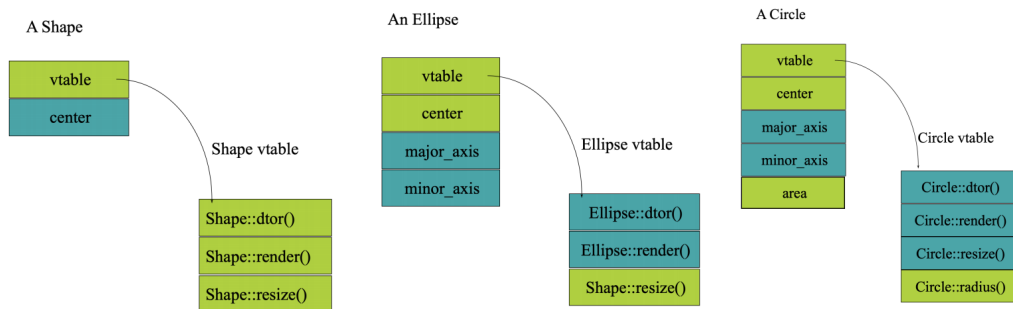 A Shape
vtable
center
Shape vtable
Shape::dtor()
Shape::render()
Shape::resize()
An Ellipse
vtable
center
major_axis
minor_axis
Ellipse vtable
Ellipse::dtor()
Ellipse::render()
Shape::resize()
A Circle
vtable
center
major_axis
minor_axis
area
Circle vtable
Circle::dtor()
Circle::render()
Circle::resize()
Circle::radius()